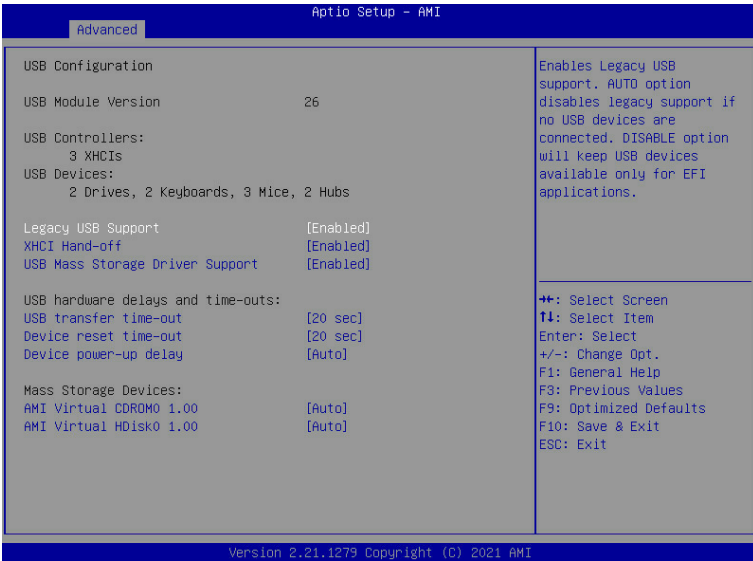 Aptio Setup - AMI
Advanced
USB Configuration
USB Module Version 26
USB Controllers:
3 XHCIs
USB Devices:
2 Drives, 2 Keyboards, 3 Mice, 2 Hubs
Legacy USB Support [Enabled]
XHCI Hand-off [Enabled]
USB Mass Storage Driver Support [Enabled]
USB hardware delays and time-outs:
USB transfer time-out [20 sec]
Device reset time-out [20 sec]
Device power-up delay [Auto]
Mass Storage Devices:
AMI Virtual CDROM0 1.00 [Auto]
AMI Virtual HDisk0 1.00 [Auto]
Enables Legacy USB
support. AUTO option
disables legacy support if
no USB devices are
connected. DISABLE option
will keep USB devices
available only for EFI
applications.
→←: Select Screen
↑↓: Select Item
Enter: Select
+/-: Change Opt.
F1: General Help
F3: Previous Values
F9: Optimized Defaults
F10: Save & Exit
ESC: Exit
Version 2.21.1279 Copyright (C) 2021 AMI